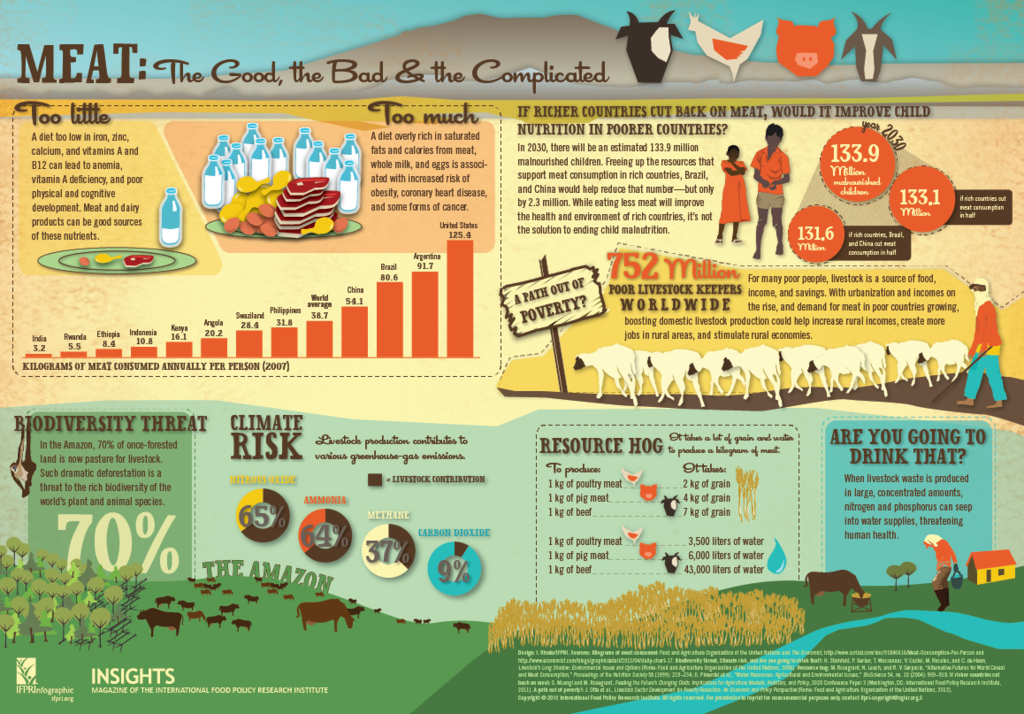 MEAT: The Good, the Bad & the Complicated
Too little
A diet too low in iron, zinc,
calcium, and vitamins A and
B12 can lead to anemia,
vitamin A deficiency, and poor
physical and cognitive
development. Meat and dairy
products can be good sources
of these nutrients.
Too much
A diet overly rich in saturated
fats and calories from meat,
whole milk, and eggs is associ-
ated with increased risk of
obesity, coronary heart disease,
and some forms of cancer.
India
3.2
Rwanda
5.5
Ethiopia
8.4
Indonesia
10.8
Kenya
16.1
Angola
20.2
Swaziland
28.4
Philippines
31.8
World
average
38.7
China
54.1
Brazil
80.6
Argentina
91.7
United States
125.4
KILOGRAMS OF MEAT CONSUMED ANNUALLY PER PERSON (2007)
IF RICHER COUNTRIES CUT BACK ON MEAT, WOULD IT IMPROVE CHILD
NUTRITION IN POORER COUNTRIES?
In 2030, there will be an estimated 133.9 million
malnourished children. Freeing up the resources that
support meat consumption in rich countries, Brazil,
and China would help reduce that number—but only
by 2.3 million. While eating less meat will improve
the health and environment of rich countries, it's not
the solution to ending child malnutrition.
year 2030
133.9
Million
malnourished
children
133,1
Million
if rich countries cut
meat consumption
in half
131,6
Million
if rich countries, Brazil,
and China cut meat
consumption in half
A PATH OUT OF
POVERTY?
752 Million
POOR LIVESTOCK KEEPERS
WORLDWIDE
For many poor people, livestock is a source of food,
income, and savings. With urbanization and incomes on
the rise, and demand for meat in poor countries growing,
boosting domestic livestock production could help increase rural incomes, create more
jobs in rural areas, and stimulate rural economies.
BIODIVERSITY THREAT
In the Amazon, 70% of once-forested
land is now pasture for livestock.
Such dramatic deforestation is a
threat to the rich biodiversity of the
world's plant and animal species.
70%
THE AMAZON
CLIMATE
RISK
Livestock production contributes to
various greenhouse-gas emissions.
= LIVESTOCK CONTRIBUTION
NITROUS OXIDE
65%
AMMONIA
64%
METHANE
37%
CARBON DIOXIDE
9%
RESOURCE HOG
It takes a lot of grain and water
to produce a kilogram of meat.
To produce: It takes:
1 kg of poultry meat 2 kg of grain
1 kg of pig meat 4 kg of grain
1 kg of beef 7 kg of grain
1 kg of poultry meat 3,500 liters of water
1 kg of pig meat 6,000 liters of water
1 kg of beef 43,000 liters of water
ARE YOU GOING TO
DRINK THAT?
When livestock waste is produced
in large, concentrated amounts,
nitrogen and phosphorus can seep
into water supplies, threatening
human health.
IFPRInfographic
ifpri.org
INSIGHTS
MAGAZINE OF THE INTERNATIONAL FOOD POLICY RESEARCH INSTITUTE